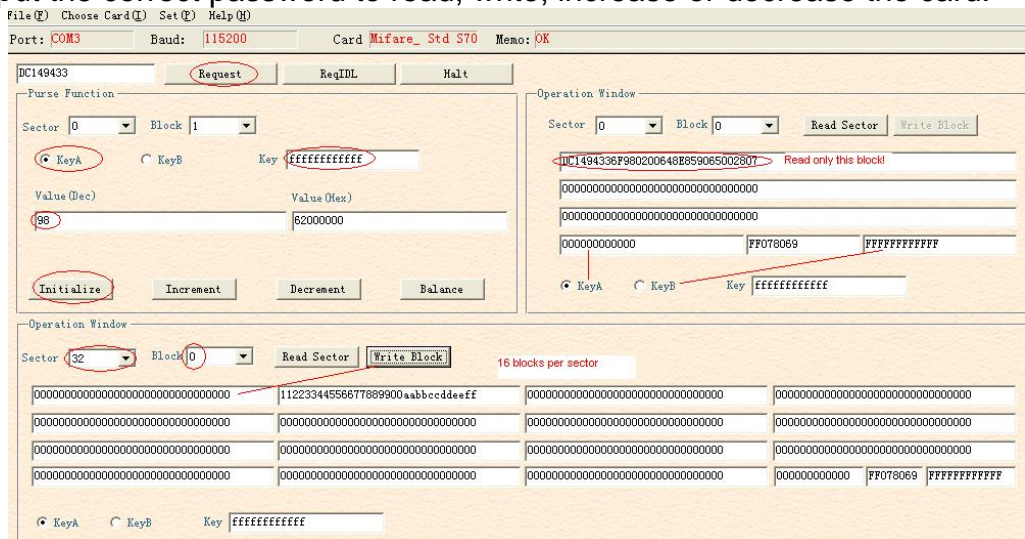 out the correct password to read, write, increase or decrease the card.
File(F) Choose Card(I) Set(P) Help(H)
Port: COM3 Baud: 115200 Card Mifare_ Std S70 Memo: OK
DC149433 Request ReqIDL Halt
Purse Function
Sector 0 Block 1
KeyA KeyB Key ffffffffffff
Value(Dec) Value(Hex)
98 62000000
Initialize Increment Decrement Balance
Operation Window
Sector 0 Block 0 Read Sector Write Block
DC1494336F980200648E859065002807 Read only this block!
00000000000000000000000000000000
00000000000000000000000000000000
000000000000 FF078069 FFFFFFFFFFFF
KeyA KeyB Key ffffffffffff
Operation Window
Sector 32 Block 0 Read Sector Write Block 16 blocks per sector
00000000000000000000000000000000 11223344556677889900aabbccddeeff 00000000000000000000000000000000 00000000000000000000000000000000
00000000000000000000000000000000 00000000000000000000000000000000 00000000000000000000000000000000 00000000000000000000000000000000
00000000000000000000000000000000 00000000000000000000000000000000 00000000000000000000000000000000 00000000000000000000000000000000
00000000000000000000000000000000 00000000000000000000000000000000 00000000000000000000000000000000 000000000000 FF078069 FFFFFFFFFFFF
KeyA KeyB Key ffffffffffff